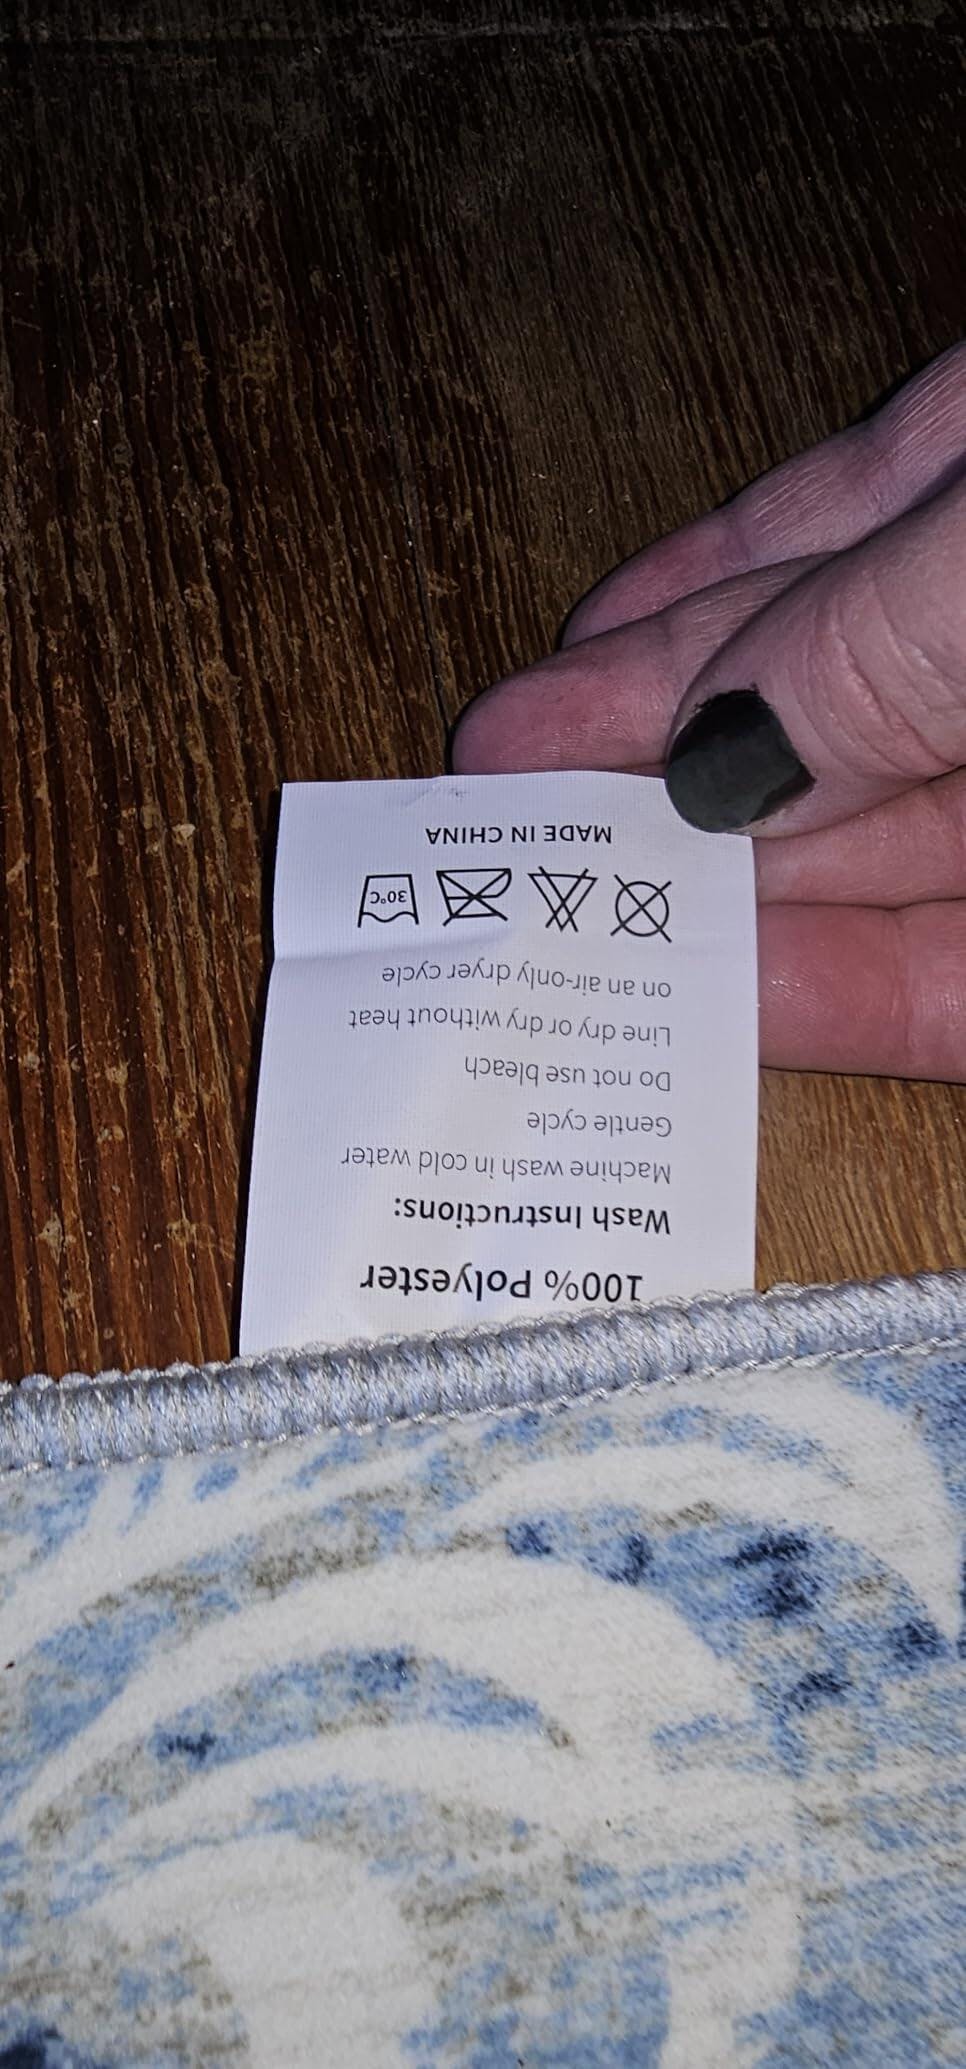 100% Polyester
Wash Instructions:
Machine wash in cold water
Gentle cycle
Do not use bleach
Line dry or dry without heat
on an air-only dryer cycle
30°C
MADE IN CHINA